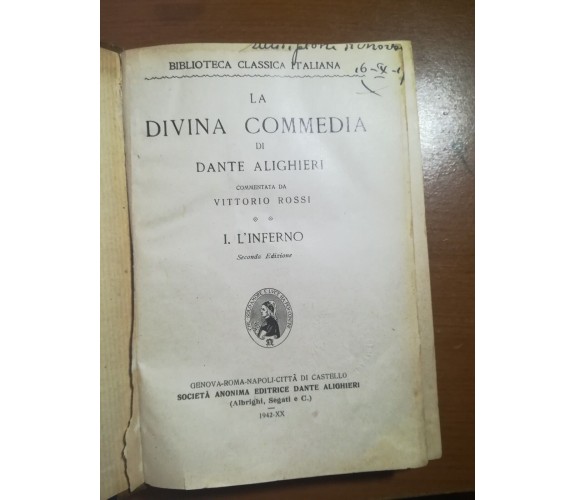 BIBLIOTECA CLASSICA ITALIANA
LA
DIVINA COMMEDIA
DI
DANTE ALIGHIERI
COMMENTATA DA
VITTORIO ROSSI
I. L'INFERNO
Seconda Edizione
GENOVA-ROMA-NAPOLI-CITTÀ DI CASTELLO
SOCIETÀ ANONIMA EDITRICE DANTE ALIGHIERI
(Albrighi, Segati e C.)
1942-XX